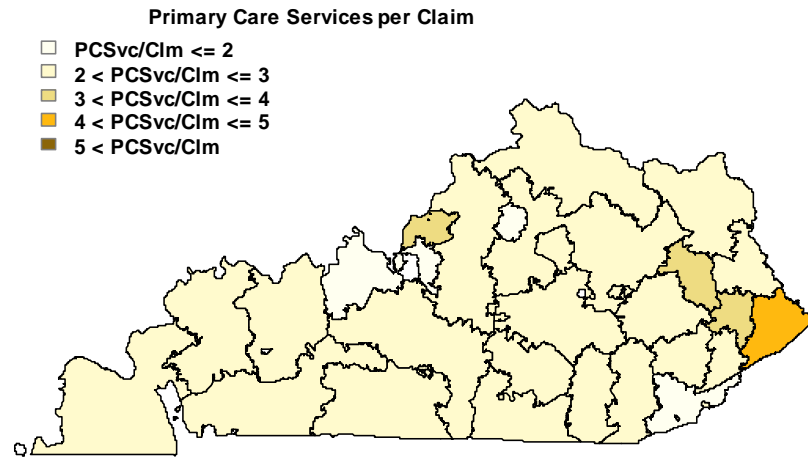 Primary Care Services per Claim
PCSvc/Clm <= 2
2 < PCSvc/Clm <= 3
3 < PCSvc/Clm <= 4
4 < PCSvc/Clm <= 5
5 < PCSvc/Clm